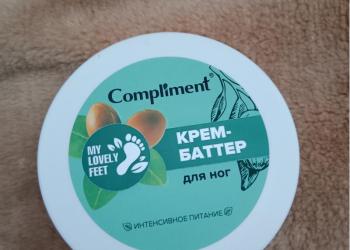 Compliment®
MY
LOVELY
FEET
КРЕМ-
БАТТЕР
для ног
ИНТЕНСИВНОЕ ПИТАНИЕ